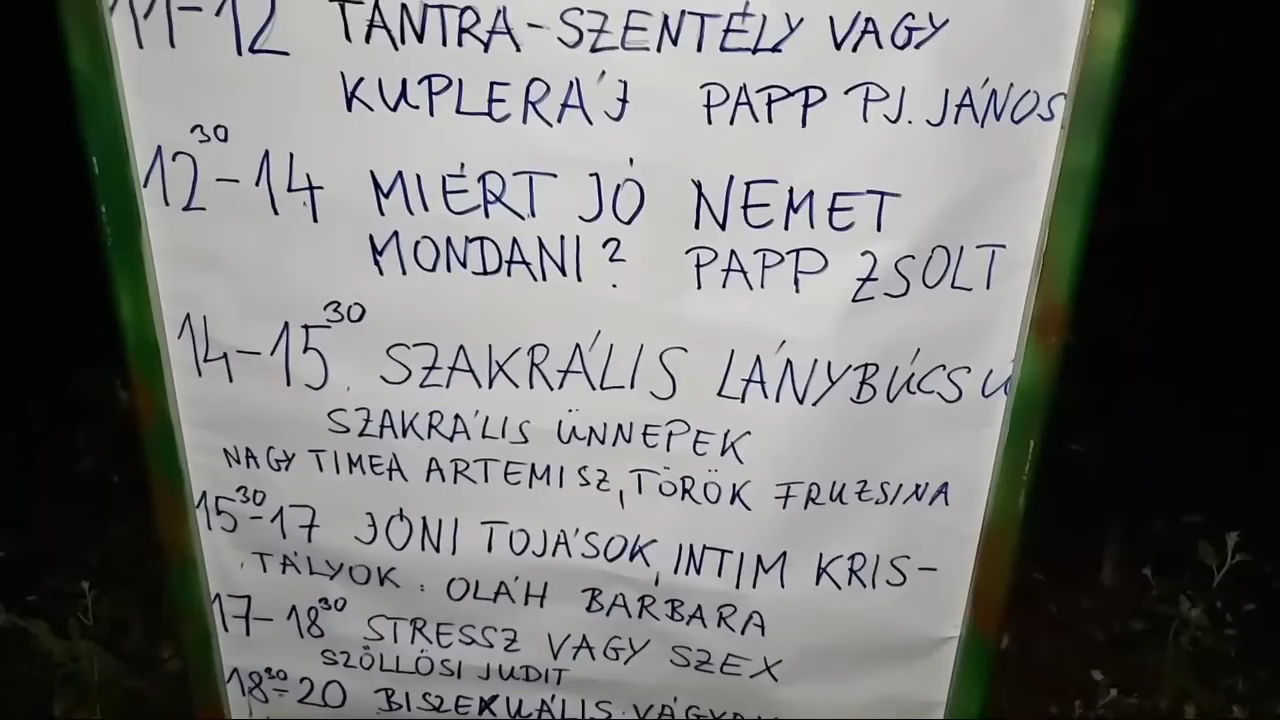 11-12 TANTRA-SZENTÉLY VAGY
KUPLERÁJ PAPP PJ. JÁNOS
12³⁰-14 MIÉRT JÓ NEMET
MONDANI? PAPP ZSOLT
14-15³⁰ SZAKRÁLIS LÁNYBÚCSÚ
SZAKRÁLIS ÜNNEPEK
NAGY TIMEA ARTEMISZ, TÖRÖK FRUZSINA
15³⁰-17 JÓNI TOJÁSOK, INTIM KRIS-
TÁLYOK : OLÁH BARBARA
17-18³⁰ STRESSZ VAGY SZEX
SZÖLLŐSI JUDIT
18³⁰-20 BISZEXUÁLIS